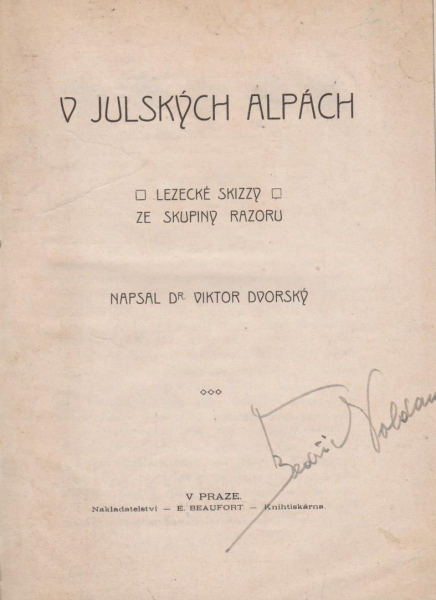 V JULSKÝCH ALPÁCH
LEZECKÉ SKIZZY
ZE SKUPINY RAZORU
NAPSAL DR. VIKTOR DVORSKÝ
V PRAZE.
Nakladatelství — E. BEAUFORT — Knihtiskárna.